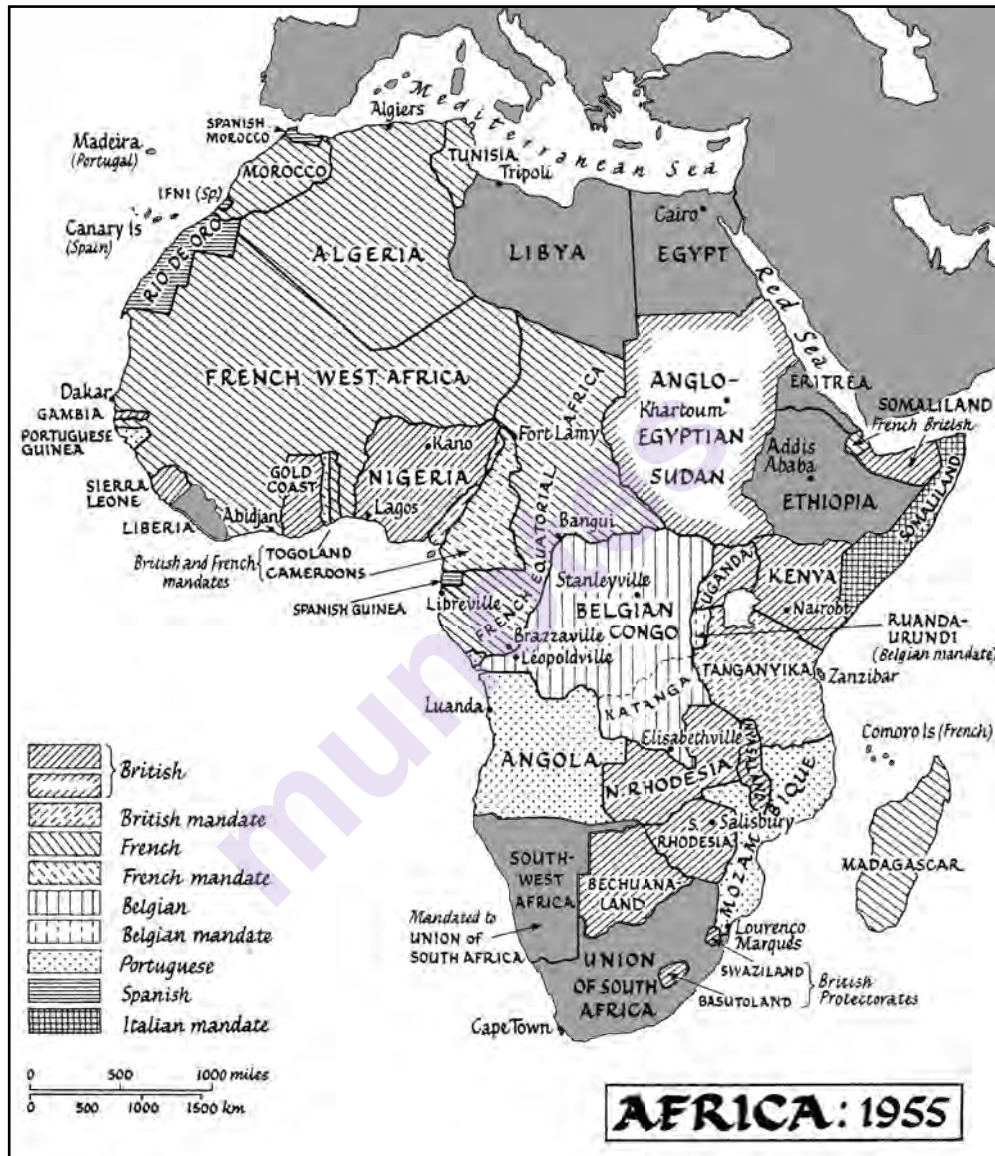 Mediterranean Sea
Algiers
SPANISH
MOROCCO
Madeira
(Portugal)
MOROCCO
TUNISIA
Tripoli
IFNI (Sp)
Canary Is
(Spain)
RIO DE ORO
ALGERIA
LIBYA
Cairo
EGYPT
Red Sea
FRENCH WEST AFRICA
Dakar
GAMBIA
PORTUGUESE
GUINEA
SIERRA
LEONE
LIBERIA
Abidjan
GOLD
COAST
Kano
NIGERIA
Lagos
Fort Lamy
FRENCH EQUATORIAL AFRICA
ANGLO-
Khartoum
EGYPTIAN
SUDAN
ERITREA
SOMALILAND
French British
Addis
Ababa
ETHIOPIA
SOMALILAND
British and French
mandates
TOGOLAND
CAMEROONS
SPANISH GUINEA
Bangui
Libreville
Stanleyville
BELGIAN
CONGO
UGANDA
KENYA
Nairobi
Brazzaville
Léopoldville
RUANDA-
URUNDI
(Belgian mandate)
TANGANYIKA
Zanzibar
KATANGA
Luanda
Elisabethville
Comoro Is (French)
ANGOLA
N. RHODESIA
NYASALAND
MOZAMBIQUE
S.
RHODESIA
Salisbury
MADAGASCAR
SOUTH-
WEST
AFRICA
BECHUANA-
LAND
Mandated to
UNION OF
SOUTH AFRICA
Lourenco
Marques
UNION
OF SOUTH
AFRICA
SWAZILAND
BASUTOLAND
British
Protectorates
Cape Town
British
British mandate
French
French mandate
Belgian
Belgian mandate
Portuguese
Spanish
Italian mandate
0 500 1000 miles
0 500 1000 1500 km
AFRICA: 1955
mungos